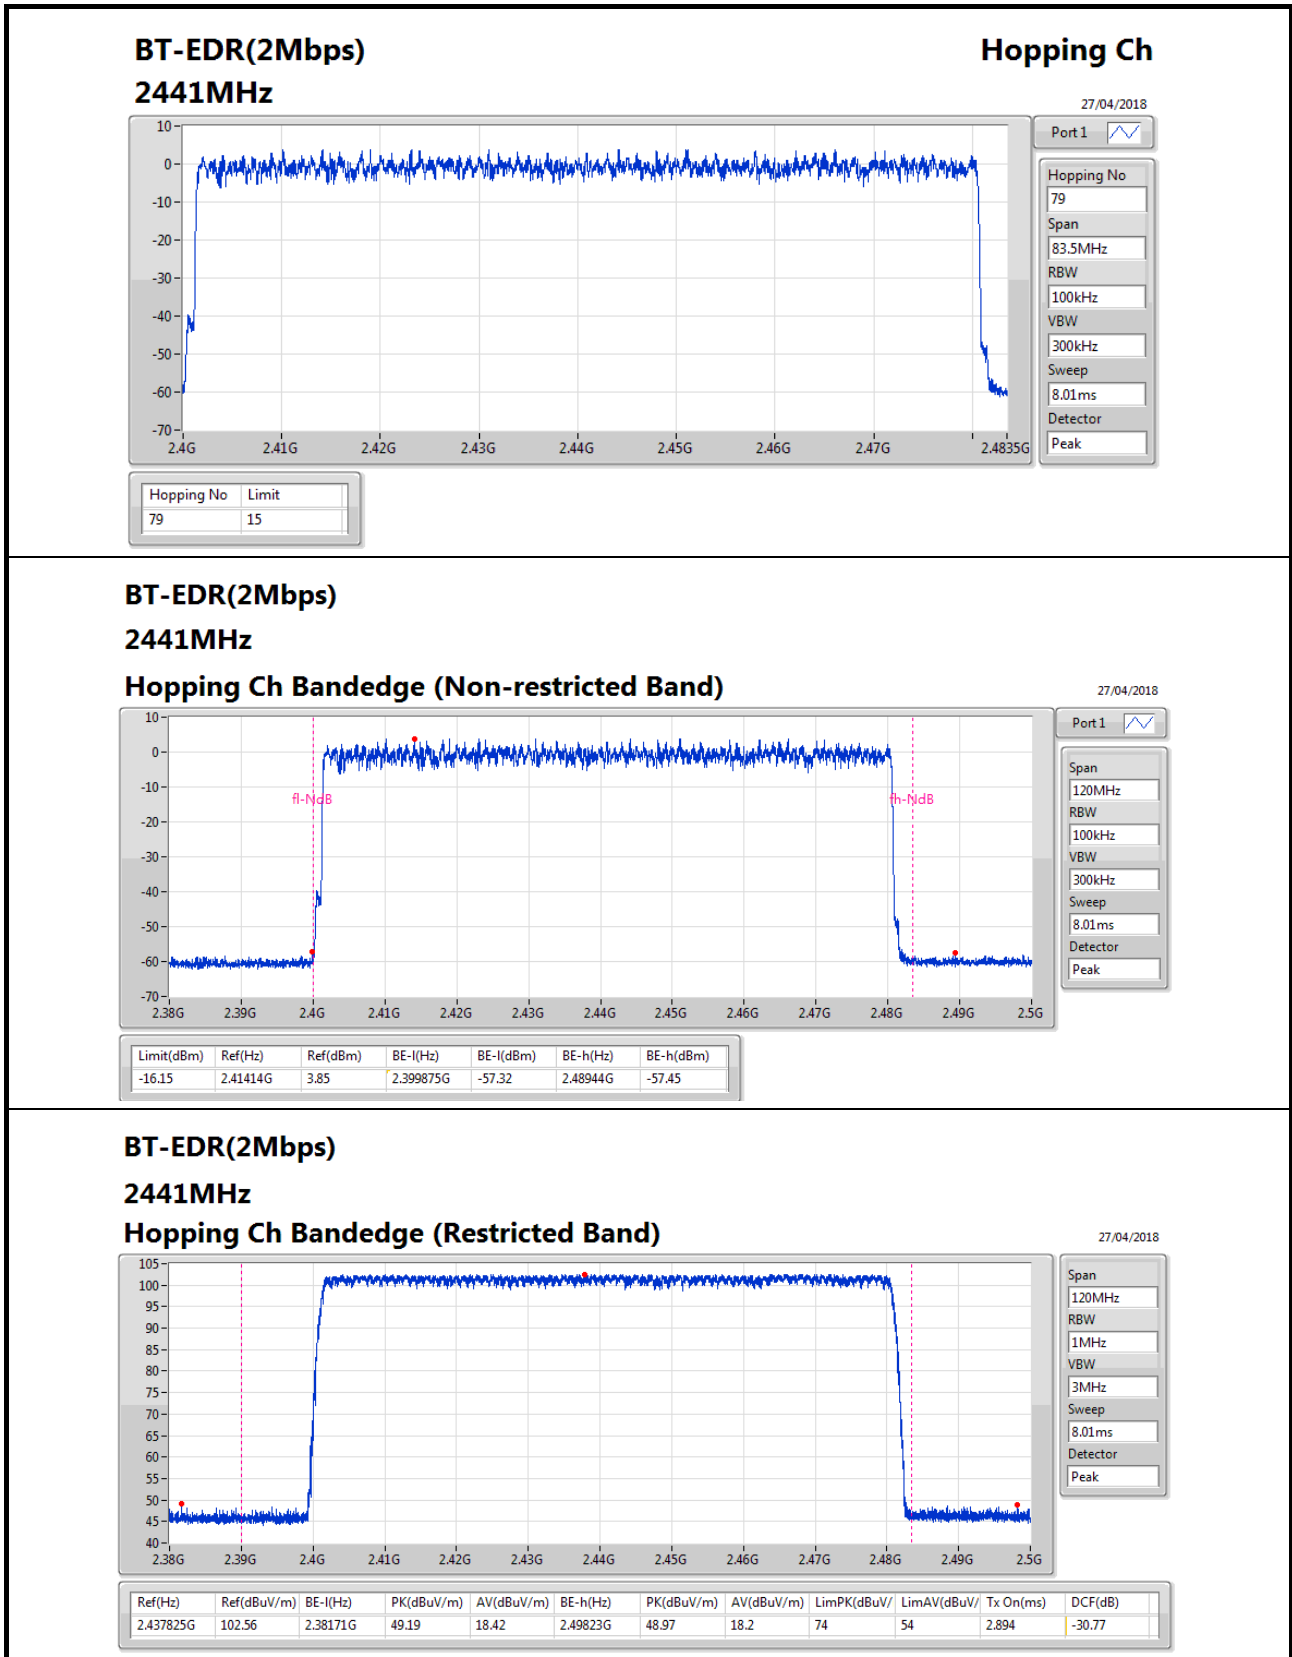 BT-EDR(2Mbps) Hopping Ch
2441MHz
27/04/2018
Port 1
10
0
-10
-20
-30
-40
-50
-60
-70
2.4G 2.41G 2.42G 2.43G 2.44G 2.45G 2.46G 2.47G 2.4835G
Hopping No
79
Span
83.5MHz
RBW
100kHz
VBW
300kHz
Sweep
8.01ms
Detector
Peak
Hopping No Limit
79 15
BT-EDR(2Mbps)
2441MHz
Hopping Ch Bandedge (Non-restricted Band)
27/04/2018
Port 1
10
0
-10
-20
-30
-40
-50
-60
-70
fl-NdB fh-NdB
2.38G 2.39G 2.4G 2.41G 2.42G 2.43G 2.44G 2.45G 2.46G 2.47G 2.48G 2.49G 2.5G
Span
120MHz
RBW
100kHz
VBW
300kHz
Sweep
8.01ms
Detector
Peak
Limit(dBm) Ref(Hz) Ref(dBm) BE-l(Hz) BE-l(dBm) BE-h(Hz) BE-h(dBm)
-16.15 2.41414G 3.85 2.399875G -57.32 2.48944G -57.45
BT-EDR(2Mbps)
2441MHz
Hopping Ch Bandedge (Restricted Band)
27/04/2018
105
100
95
90
85
80
75
70
65
60
55
50
45
40
2.38G 2.39G 2.4G 2.41G 2.42G 2.43G 2.44G 2.45G 2.46G 2.47G 2.48G 2.49G 2.5G
Span
120MHz
RBW
1MHz
VBW
3MHz
Sweep
8.01ms
Detector
Peak
Ref(Hz) Ref(dBuV/m) BE-l(Hz) PK(dBuV/m) AV(dBuV/m) BE-h(Hz) PK(dBuV/m) AV(dBuV/m) LimPK(dBuV/ LimAV(dBuV/ Tx On(ms) DCF(dB)
2.437825G 102.56 2.38171G 49.19 18.42 2.49823G 48.97 18.2 74 54 2.894 -30.77